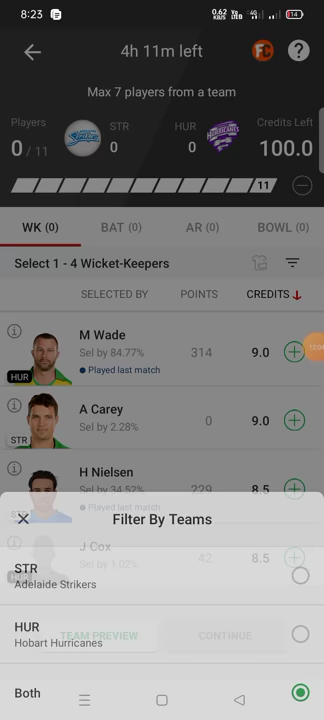 8:23
0.62 KB/S Vo LTE 4G 14
4h 11m left
FC ?
Max 7 players from a team
Players STR HUR Credits Left
0 / 11 0 0 100.0
11
WK (0) BAT (0) AR (0) BOWL (0)
Select 1 - 4 Wicket-Keepers
SELECTED BY POINTS CREDITS
M Wade
Sel by 84.77% 314 9.0
Played last match
HUR
A Carey
Sel by 2.28% 0 9.0
STR
H Nielsen
Sel by 34.52% 229 8.5
Played last match
Filter By Teams
J Cox
Sel by 1.02% 42 8.5
STR
Adelaide Strikers
HUR
Hobart Hurricanes
TEAM PREVIEW CONTINUE
Both